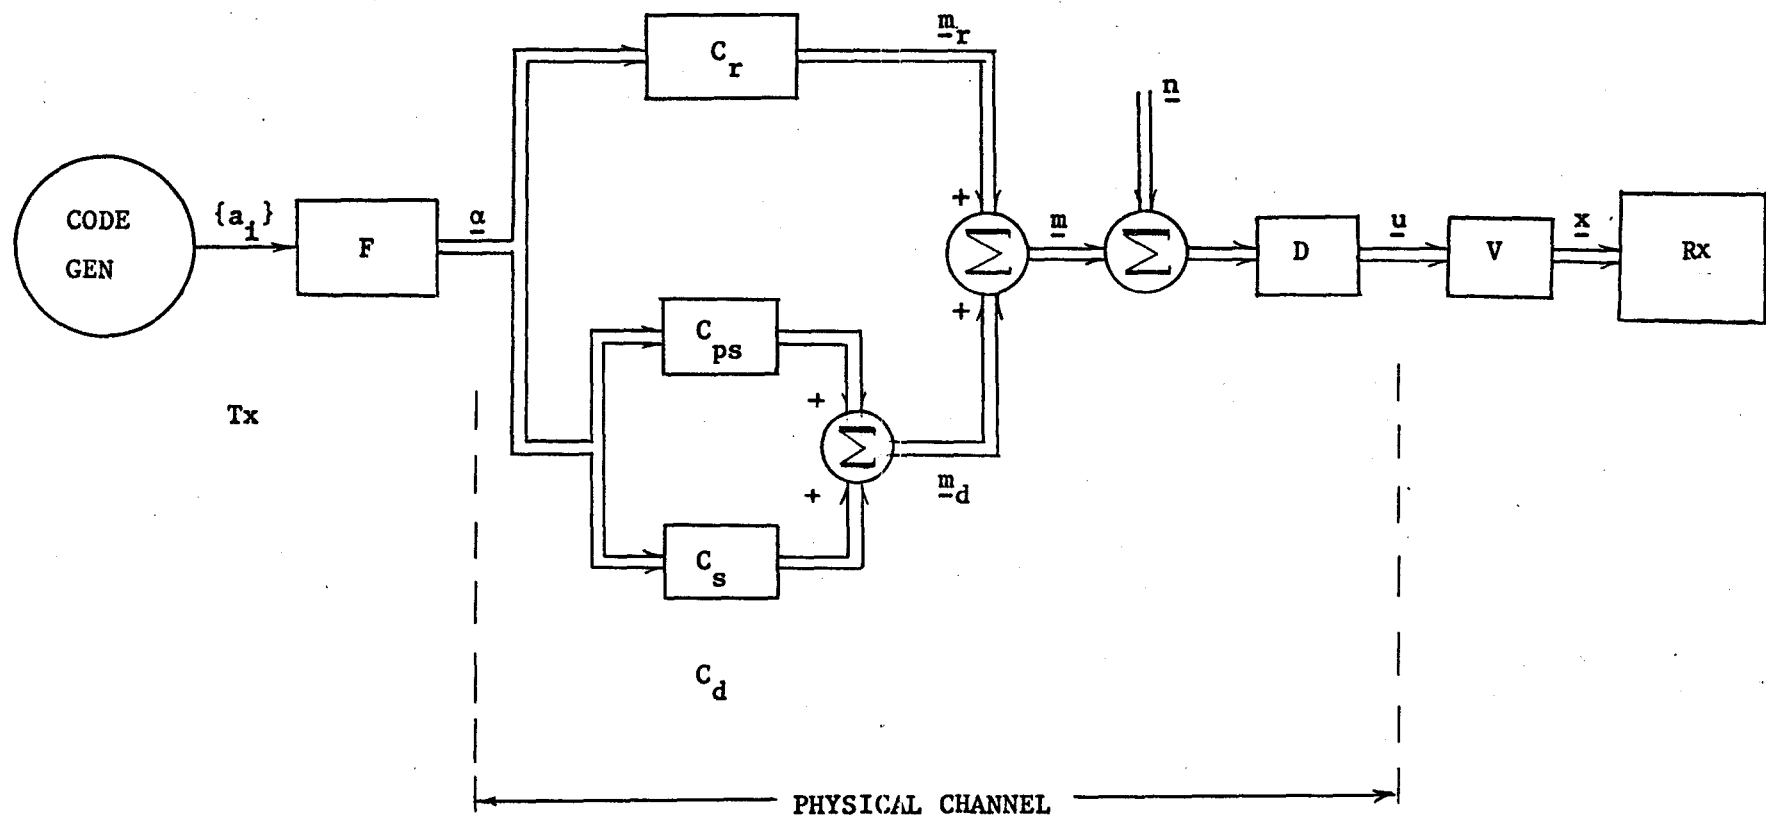 C_r
m_r
n
CODE
GEN
{a_i}
F
α
+
Σ
m
Σ
D
u
V
x
Rx
+
C_ps
Tx
+
Σ
+
m_d
C_s
C_d
PHYSICAL CHANNEL